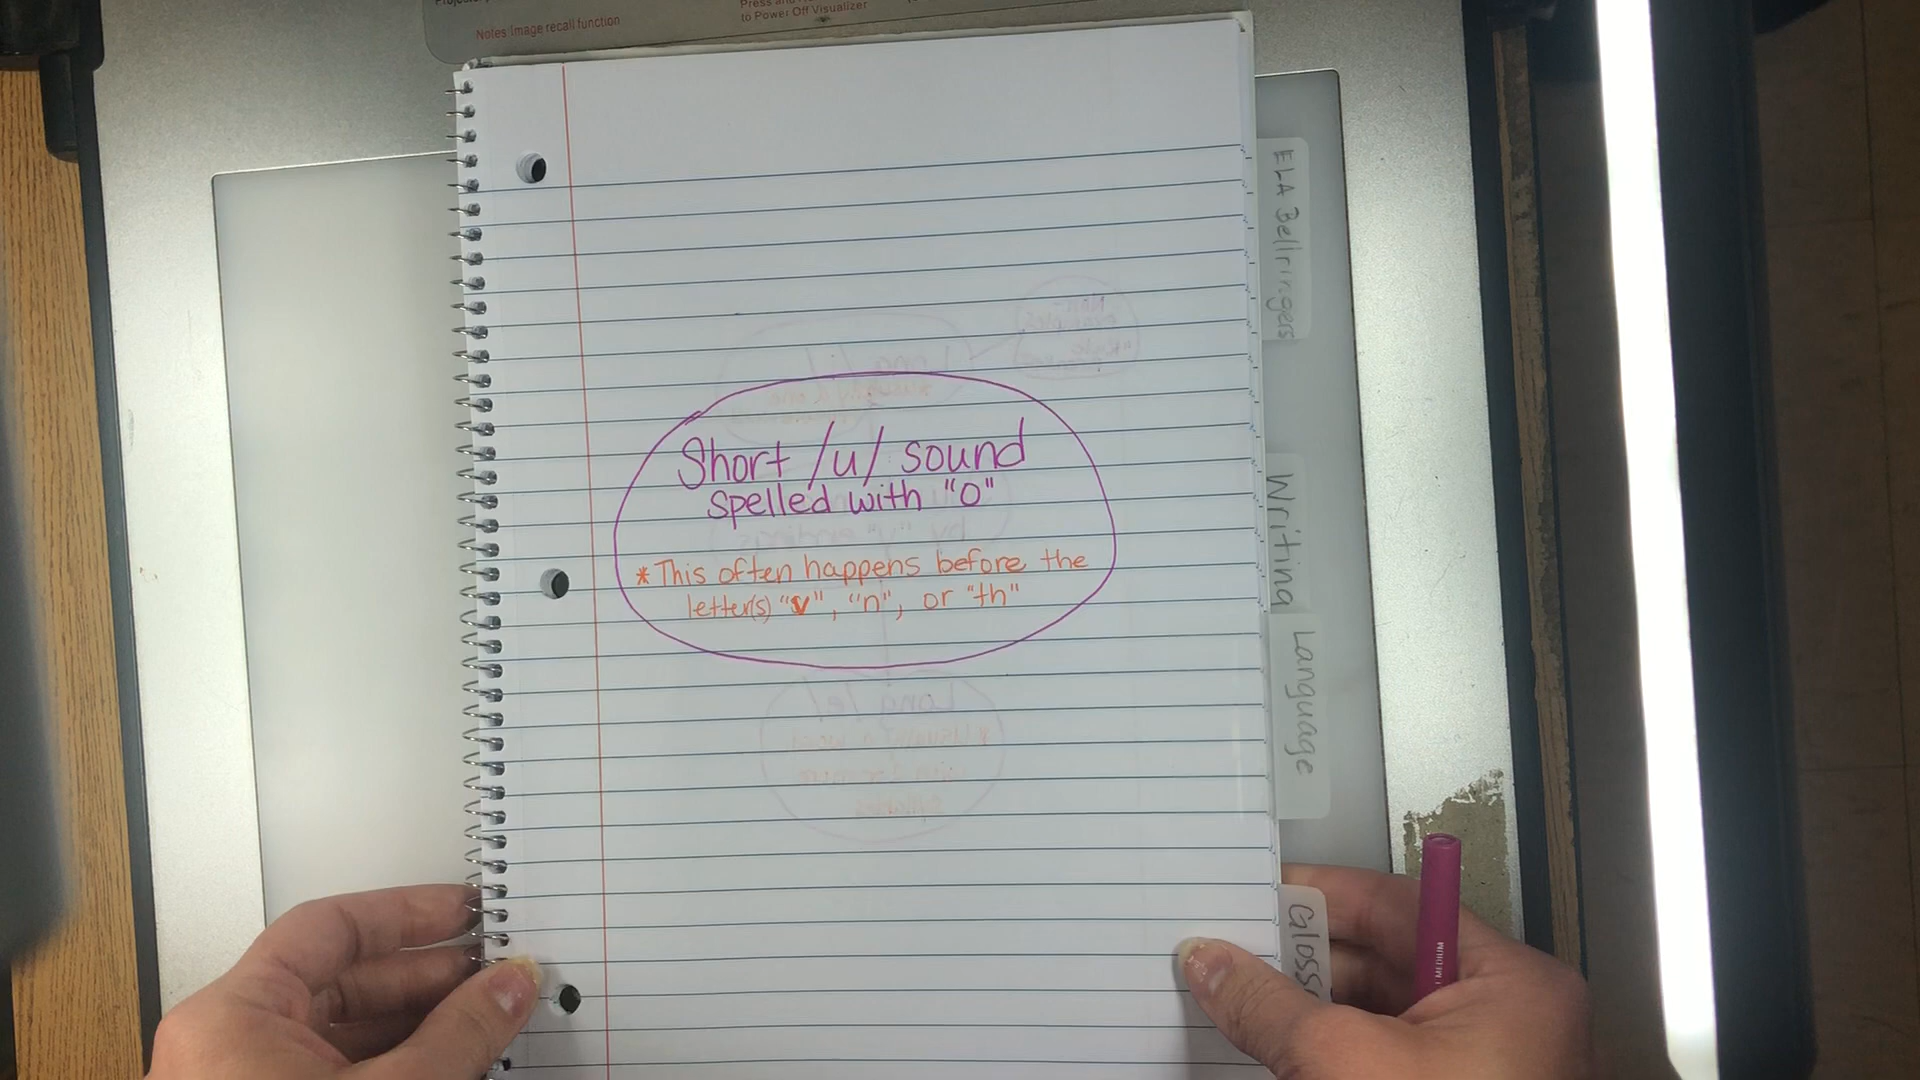 to Power Off Visualizer
Notes Image recall function
Short /u/ sound
spelled with "o"
*This often happens before the
letter(s) "v", "n", or "th"
ELA Bellringers
Writing
Language
MEDIUM